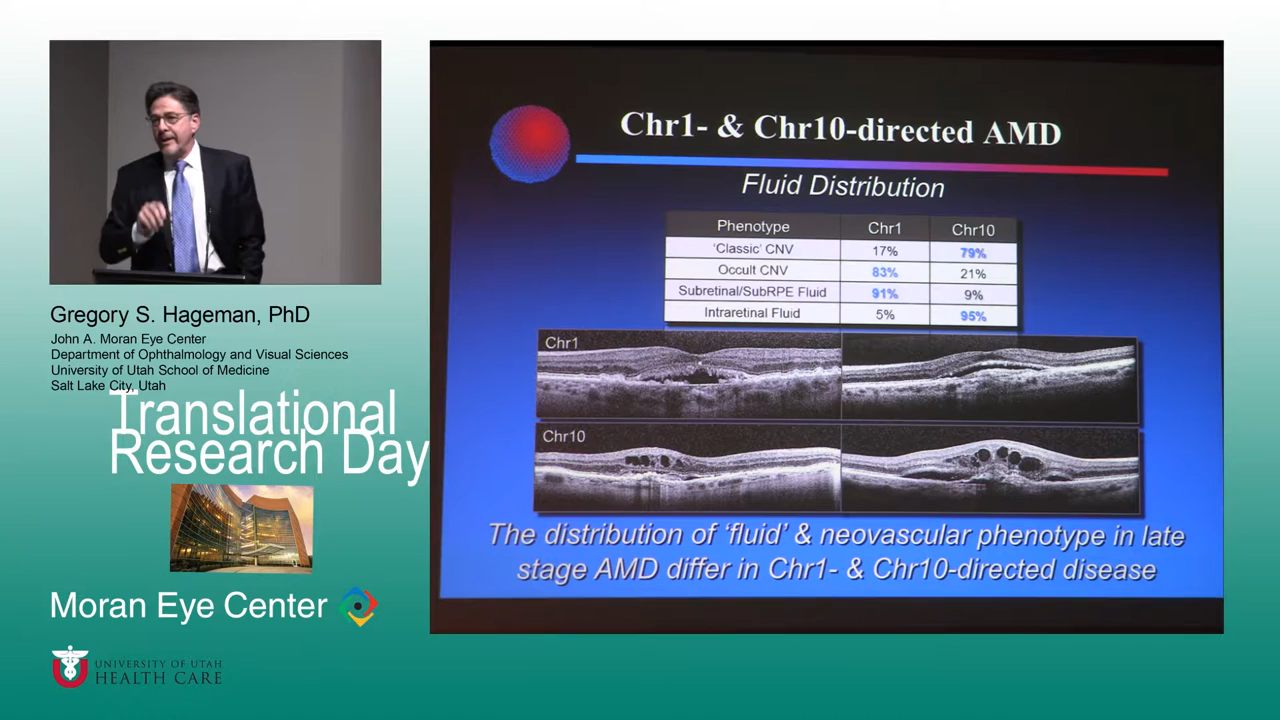 Gregory S. Hageman, PhD
John A. Moran Eye Center
Department of Ophthalmology and Visual Sciences
University of Utah School of Medicine
Salt Lake City, Utah
Translational
Research Day
Moran Eye Center
UNIVERSITY OF UTAH
HEALTH CARE
Chr1- & Chr10-directed AMD
Fluid Distribution
Phenotype Chr1 Chr10
'Classic' CNV 17% 79%
Occult CNV 83% 21%
Subretinal/SubRPE Fluid 91% 9%
Intraretinal Fluid 5% 95%
Chr1
Chr10
The distribution of 'fluid' & neovascular phenotype in late
stage AMD differ in Chr1- & Chr10-directed disease